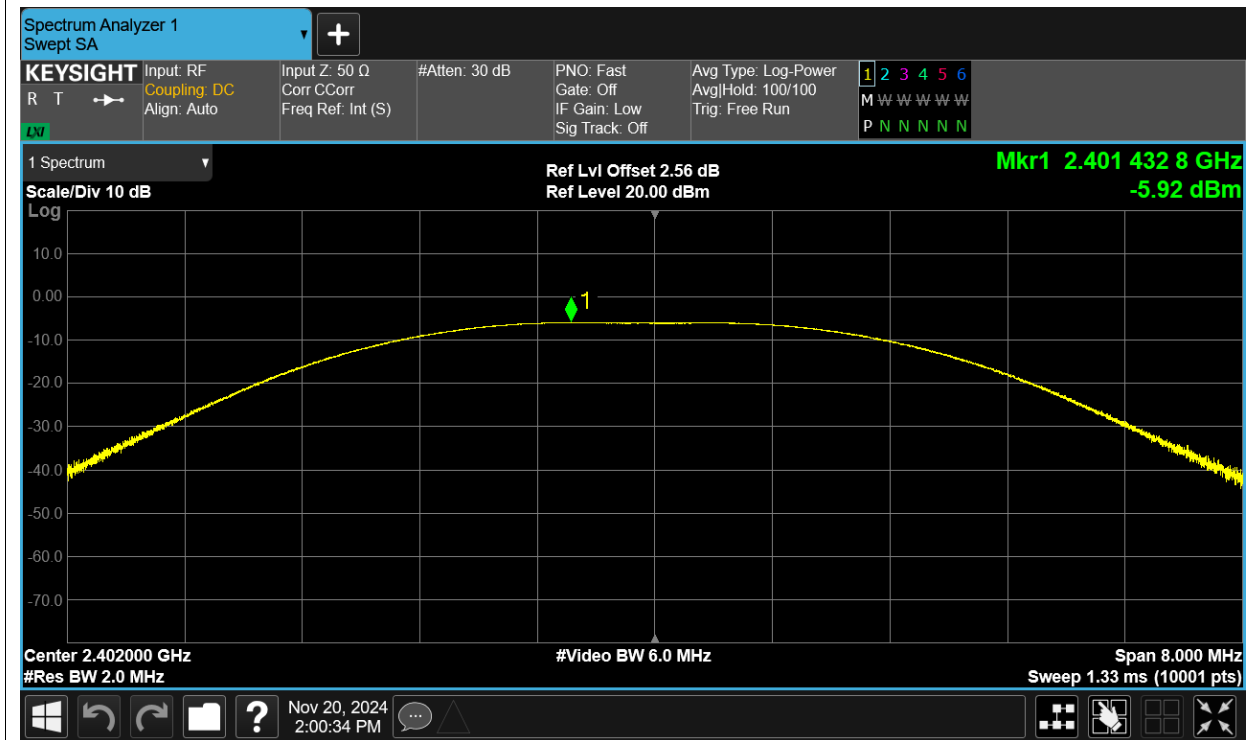 Spectrum Analyzer 1
Swept SA
+
KEYSIGHT
R T
LXI
Input: RF
Coupling: DC
Align: Auto
Input Z: 50 Ω
Corr CCorr
Freq Ref: Int (S)
#Atten: 30 dB
PNO: Fast
Gate: Off
IF Gain: Low
Sig Track: Off
Avg Type: Log-Power
Avg|Hold: 100/100
Trig: Free Run
1 2 3 4 5 6
M W W W W W
P N N N N N
1 Spectrum
Scale/Div 10 dB
Ref Lvl Offset 2.56 dB
Ref Level 20.00 dBm
Mkr1 2.401 432 8 GHz
-5.92 dBm
Log
10.0
0.00
1
-10.0
-20.0
-30.0
-40.0
-50.0
-60.0
-70.0
Center 2.402000 GHz
#Res BW 2.0 MHz
#Video BW 6.0 MHz
Span 8.000 MHz
Sweep 1.33 ms (10001 pts)
?
Nov 20, 2024
2:00:34 PM